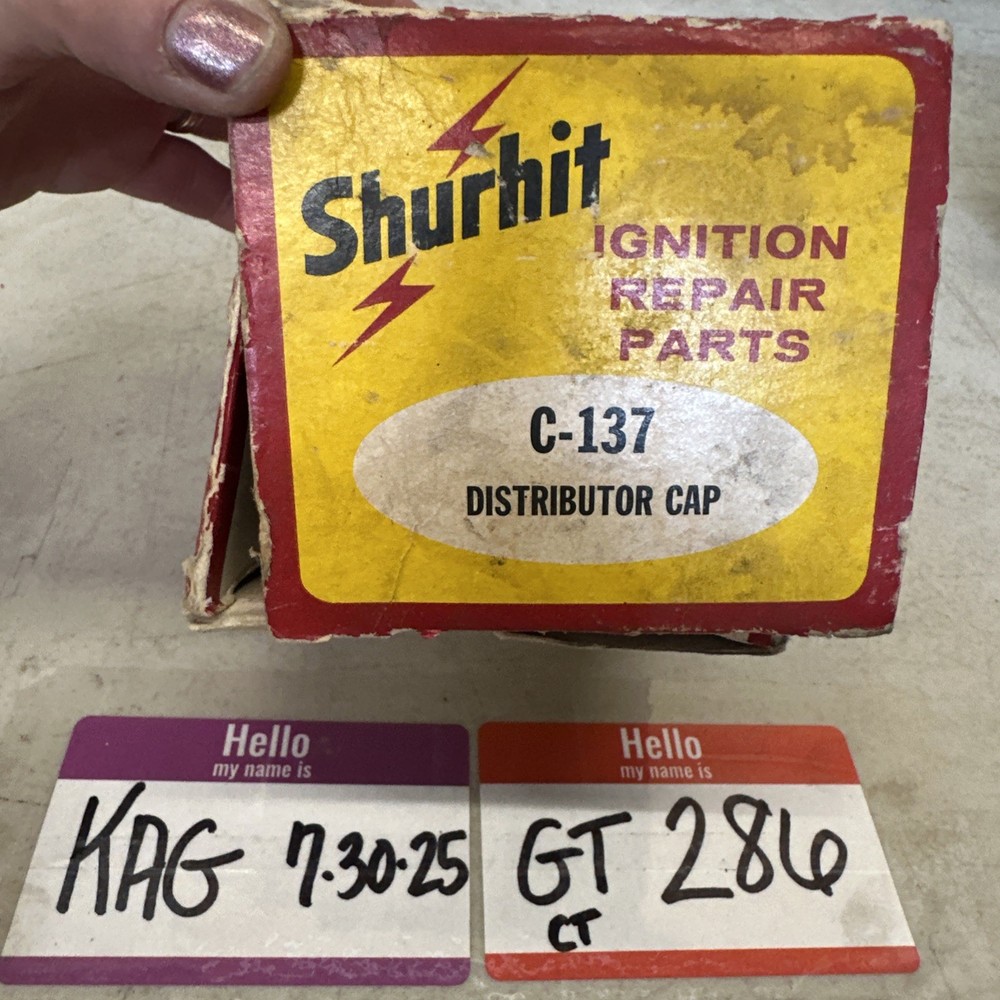 Shurhit
IGNITION
REPAIR
PARTS
C-137
DISTRIBUTOR CAP
Hello
my name is
KAG 7.30.25
Hello
my name is
GT 286
CT